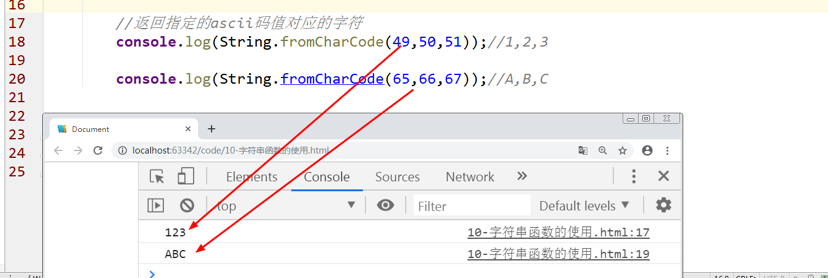 16
17 //返回指定的ascii码值对应的字符
18 console.log(String.fromCharCode(49,50,51));//1,2,3
19
20 console.log(String.fromCharCode(65,66,67));//A,B,C
21
22
23
24
25
Document
localhost:63342/code/10-字符串函数的使用.html
Elements Console Sources Network
top Filter Default levels
123 10-字符串函数的使用.html:17
ABC 10-字符串函数的使用.html:19